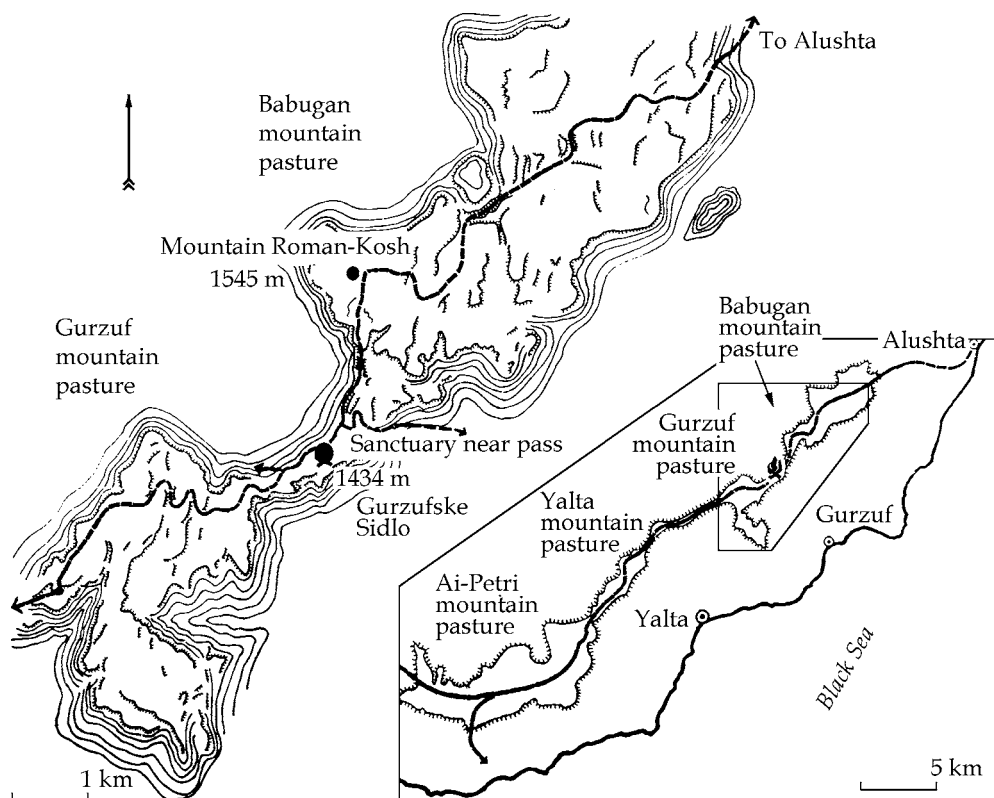 To Alushta
Babugan
mountain
pasture
Mountain Roman-Kosh
1545 m
Gurzuf
mountain
pasture
Sanctuary near pass
1434 m
Gurzufske
Sidlo
1 km
Babugan
mountain
pasture
Alushta
Gurzuf
mountain
pasture
Yalta
mountain
pasture
Gurzuf
Ai-Petri
mountain
pasture
Yalta
Black Sea
5 km